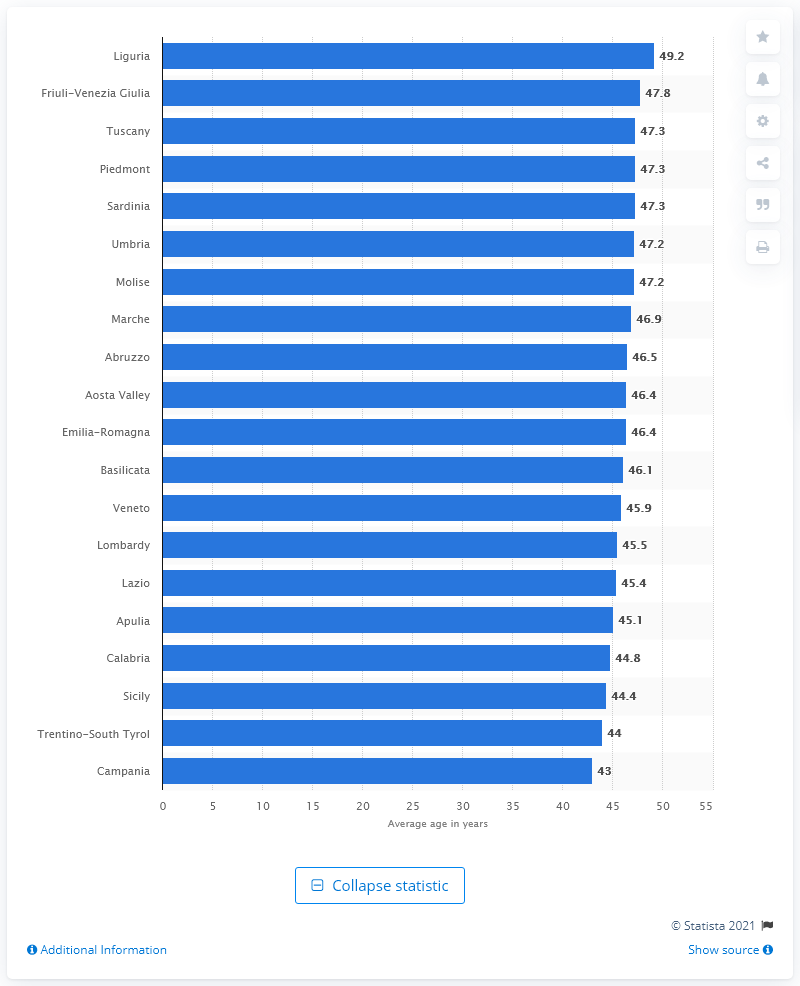 Liguria 49.2
Friuli-Venezia Giulia 47.8
Tuscany 47.3
Piedmont 47.3
Sardinia 47.3
Umbria 47.2
Molise 47.2
Marche 46.9
Abruzzo 46.5
Aosta Valley 46.4
Emilia-Romagna 46.4
Basilicata 46.1
Veneto 45.9
Lombardy 45.5
Lazio 45.4
Apulia 45.1
Calabria 44.8
Sicily 44.4
Trentino-South Tyrol 44
Campania 43
0 5 10 15 20 25 30 35 40 45 50 55
Average age in years
Collapse statistic
© Statista 2021
Additional Information Show source